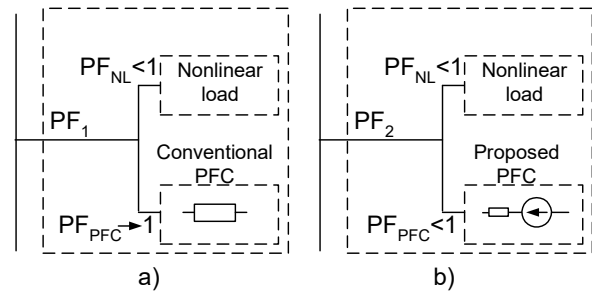 PF_NL<1
Nonlinear
load
PF_1
Conventional
PFC
PF_PFC → 1
a)
PF_NL<1
Nonlinear
load
PF_2
Proposed
PFC
PF_PFC<1
b)